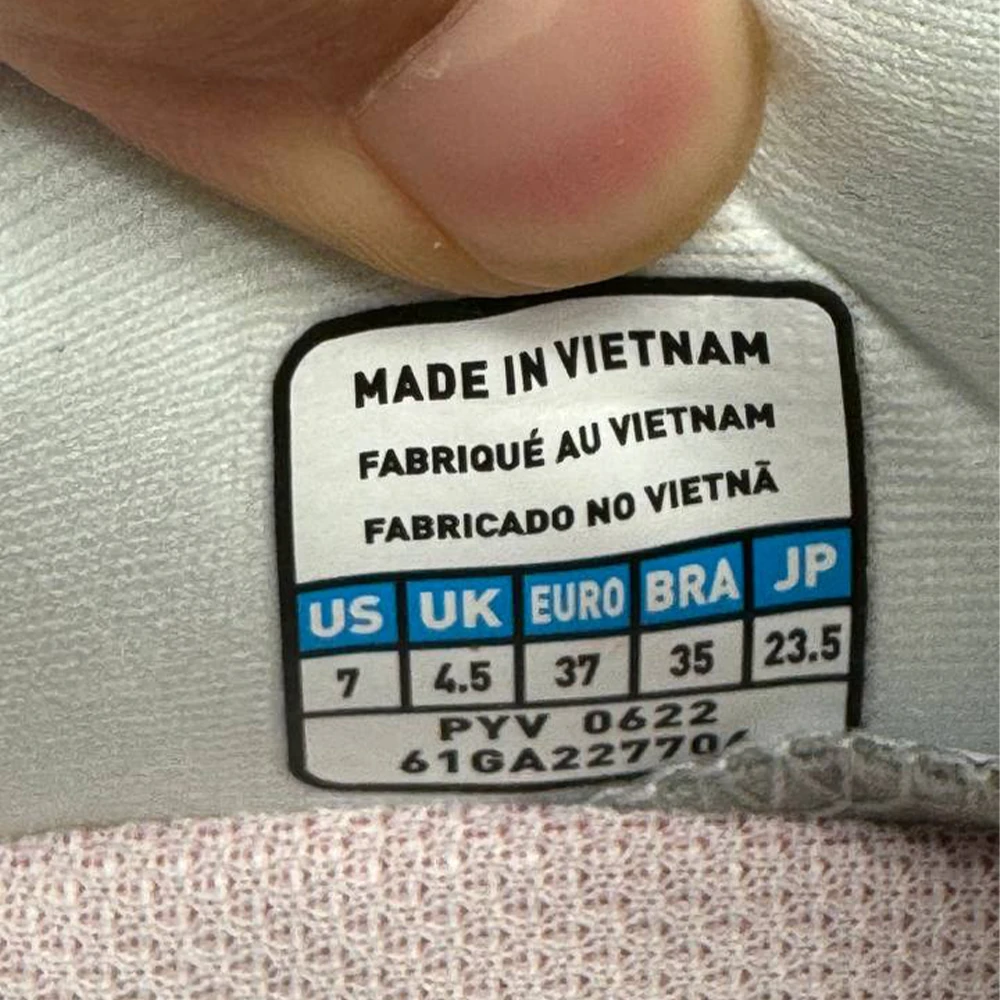 MADE IN VIETNAM
FABRIQUÉ AU VIETNAM
FABRICADO NO VIETNÃ
US UK EURO BRA JP
7 4.5 37 35 23.5
PYV 0622